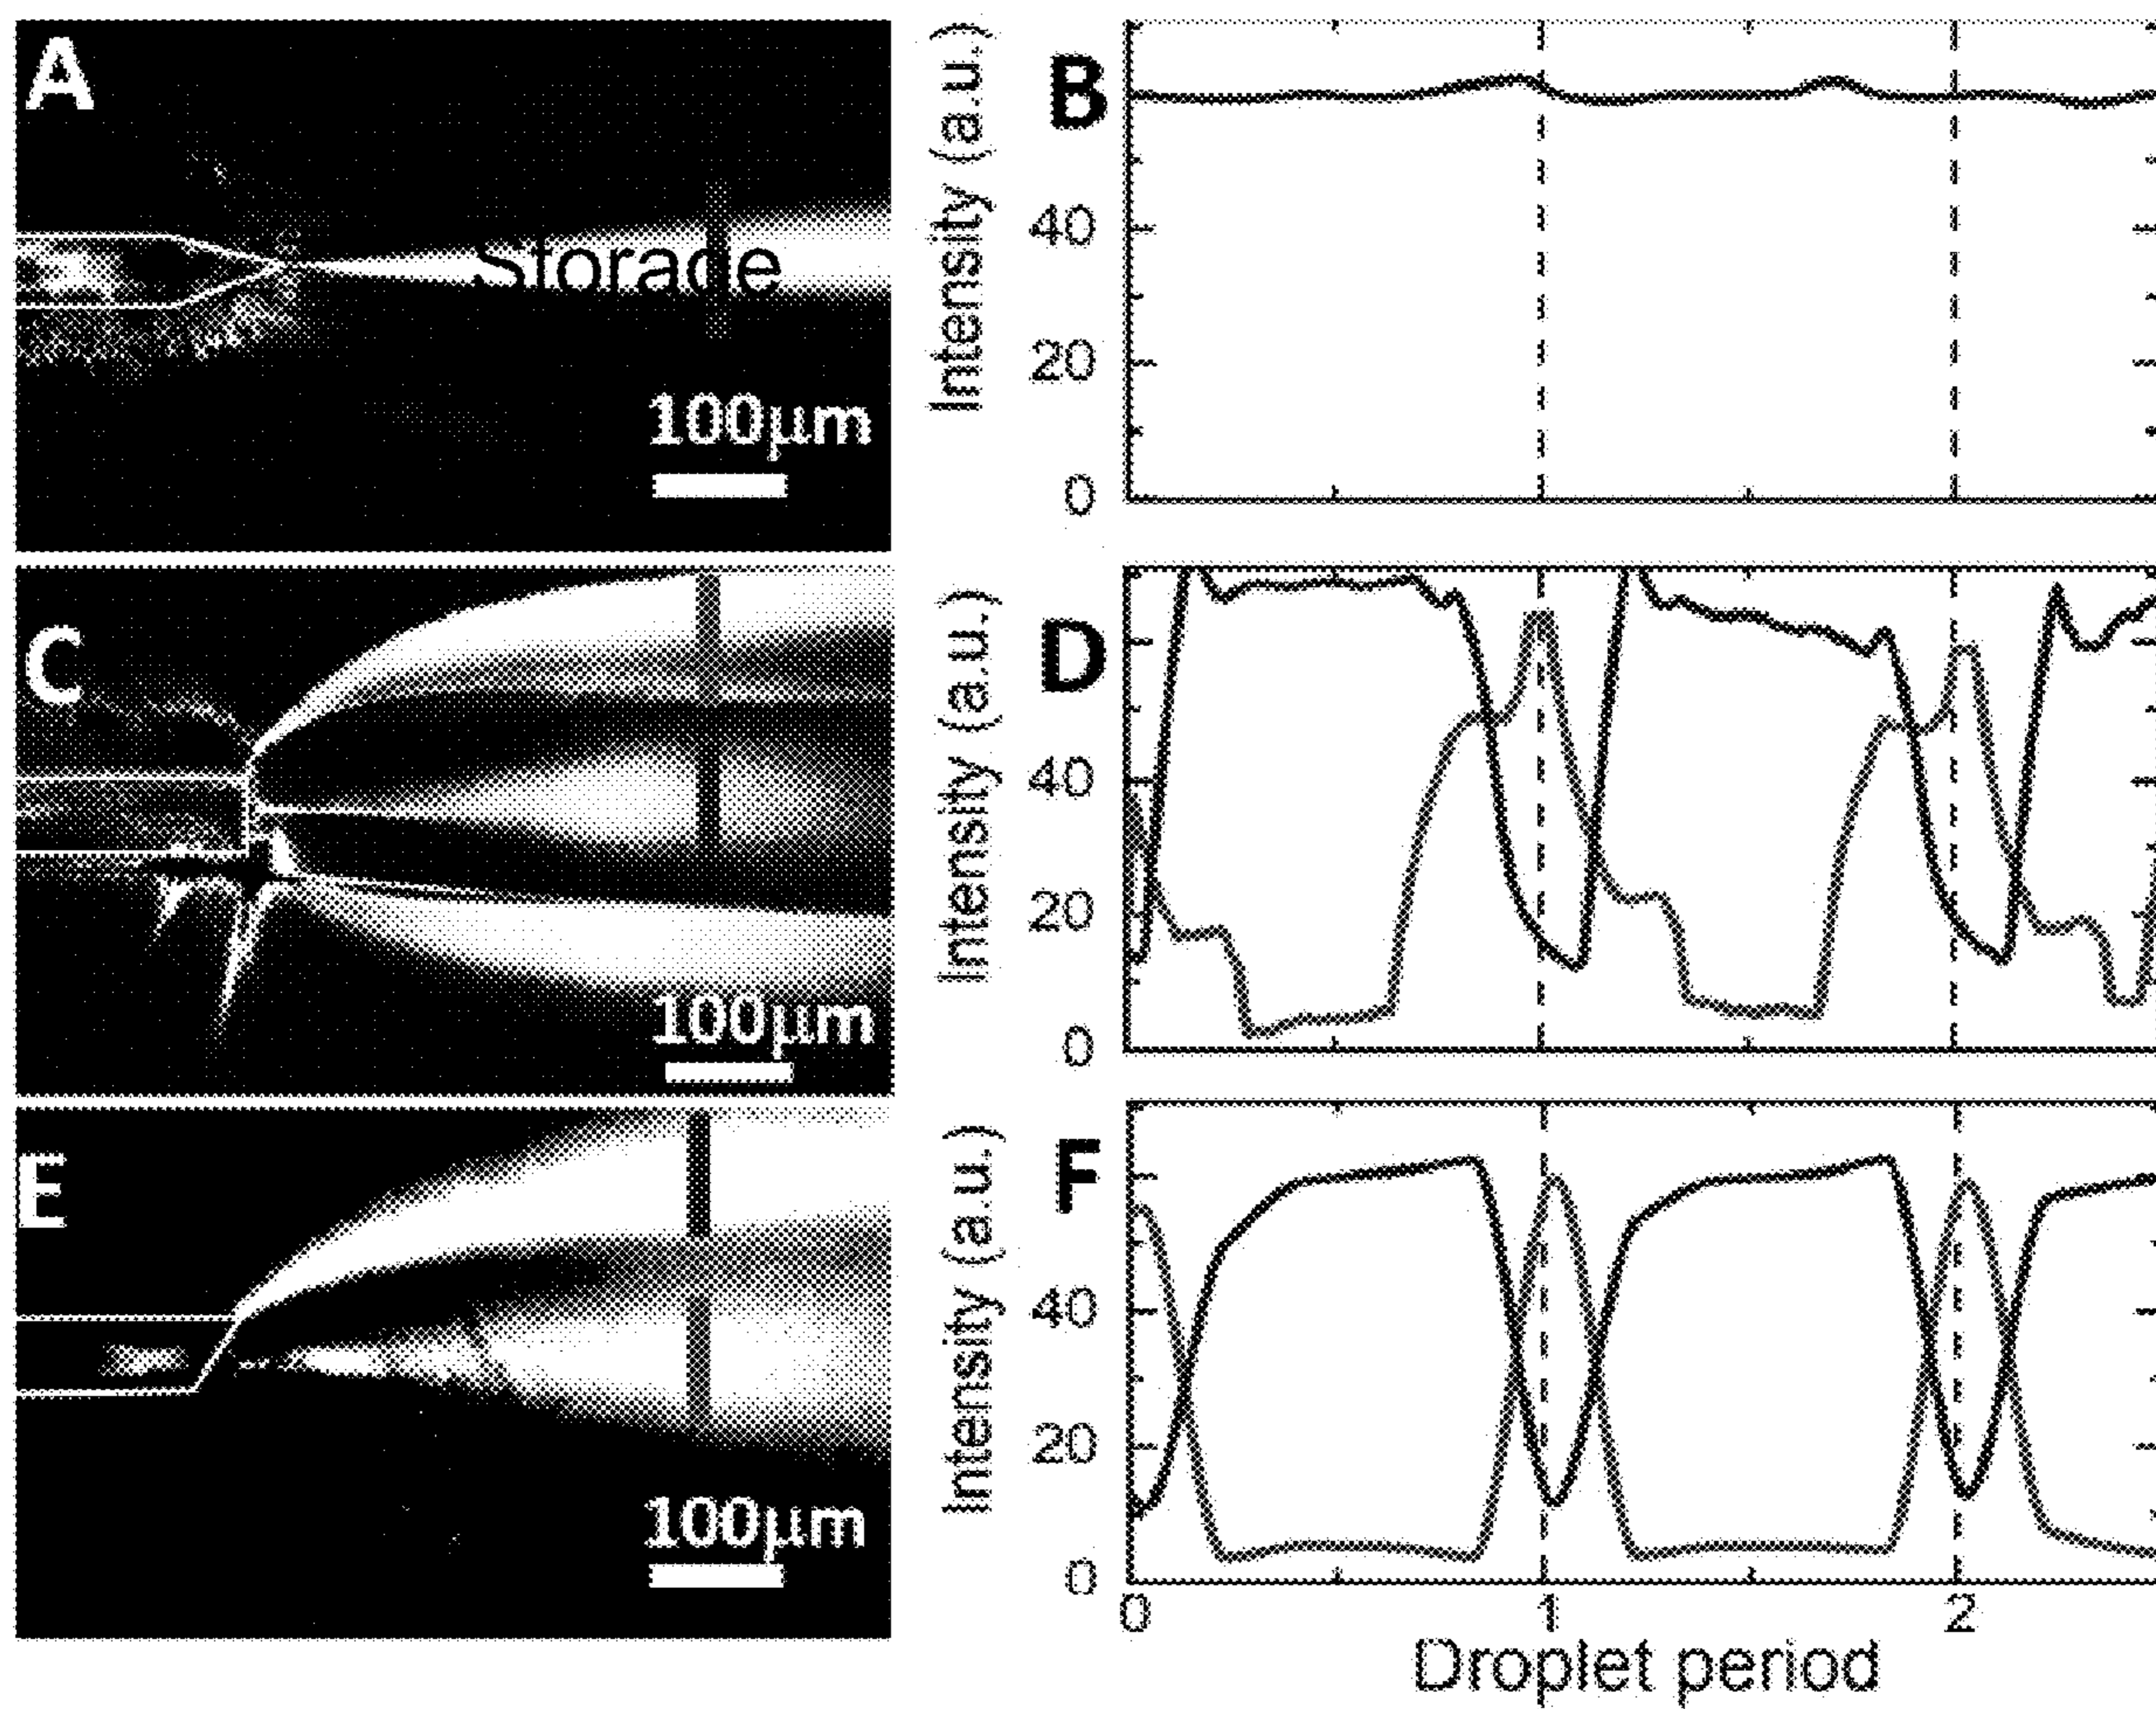 A
Storage
100µm
B
Intensity (a.u.)
40
20
0
C
100µm
D
Intensity (a.u.)
40
20
0
E
100µm
F
Intensity (a.u.)
40
20
0
0 1 2
Droplet period